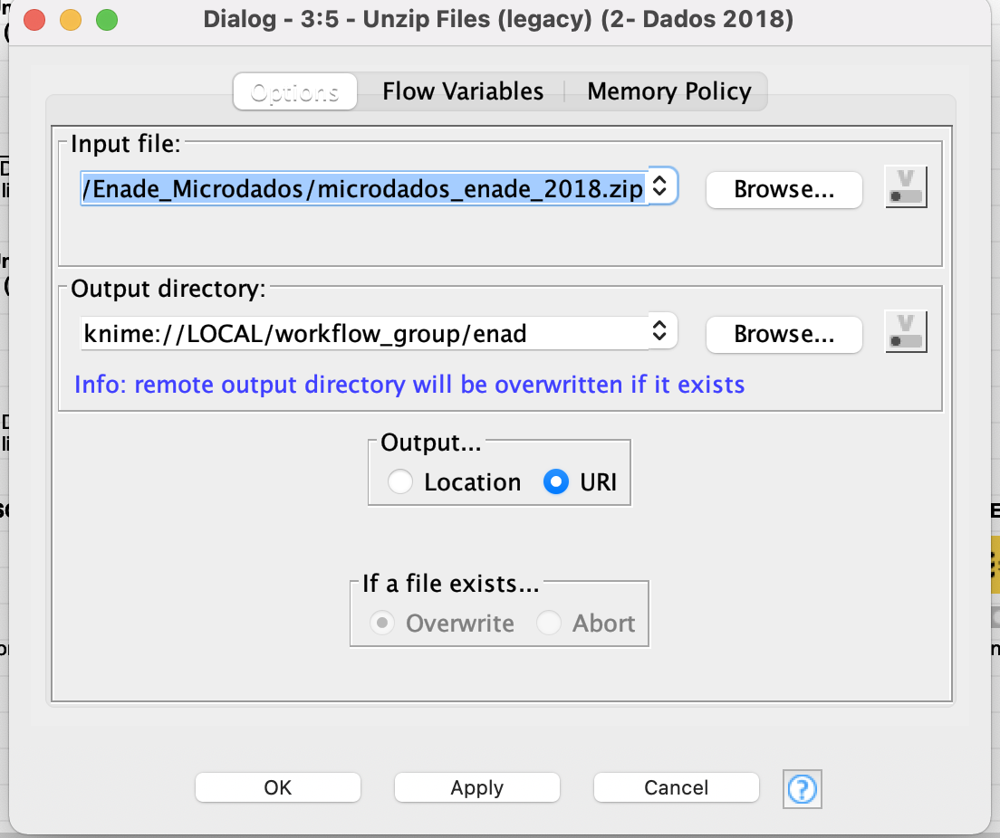 Dialog - 3:5 - Unzip Files (legacy) (2- Dados 2018)
Options
Flow Variables
Memory Policy
Input file:
/Enade_Microdados/microdados_enade_2018.zip
Browse...
V
Output directory:
knime://LOCAL/workflow_group/enad
Browse...
V
Info: remote output directory will be overwritten if it exists
Output...
Location
URI
If a file exists...
Overwrite
Abort
OK
Apply
Cancel
?